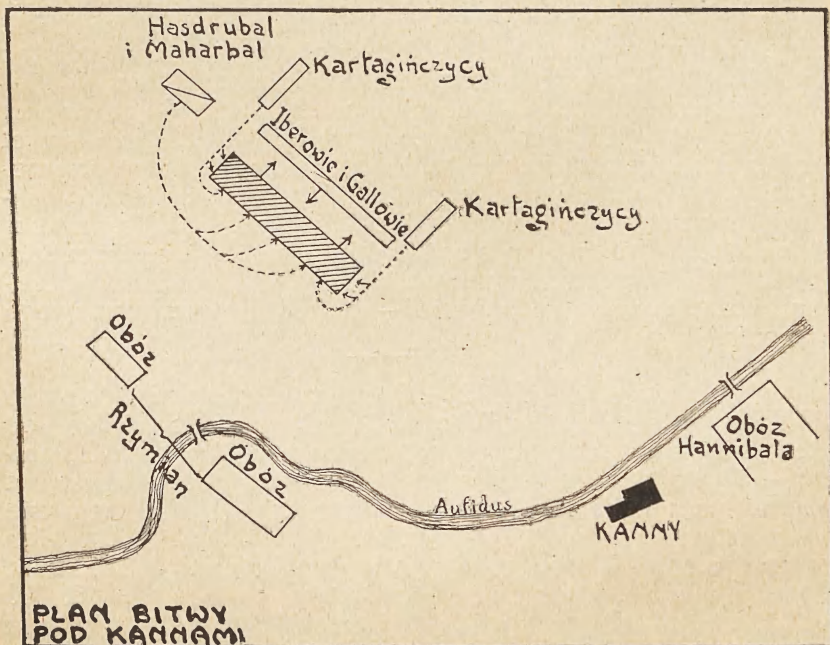 Hasdrubal
i Maharbal
Kartagińczycy
Iberowie i Gallowie
Kartagińczycy
Obóz
Rzymian
Obóz
Aufidus
Obóz
Hannibala
KANNY
PLAN BITWY
POD KANNAMI